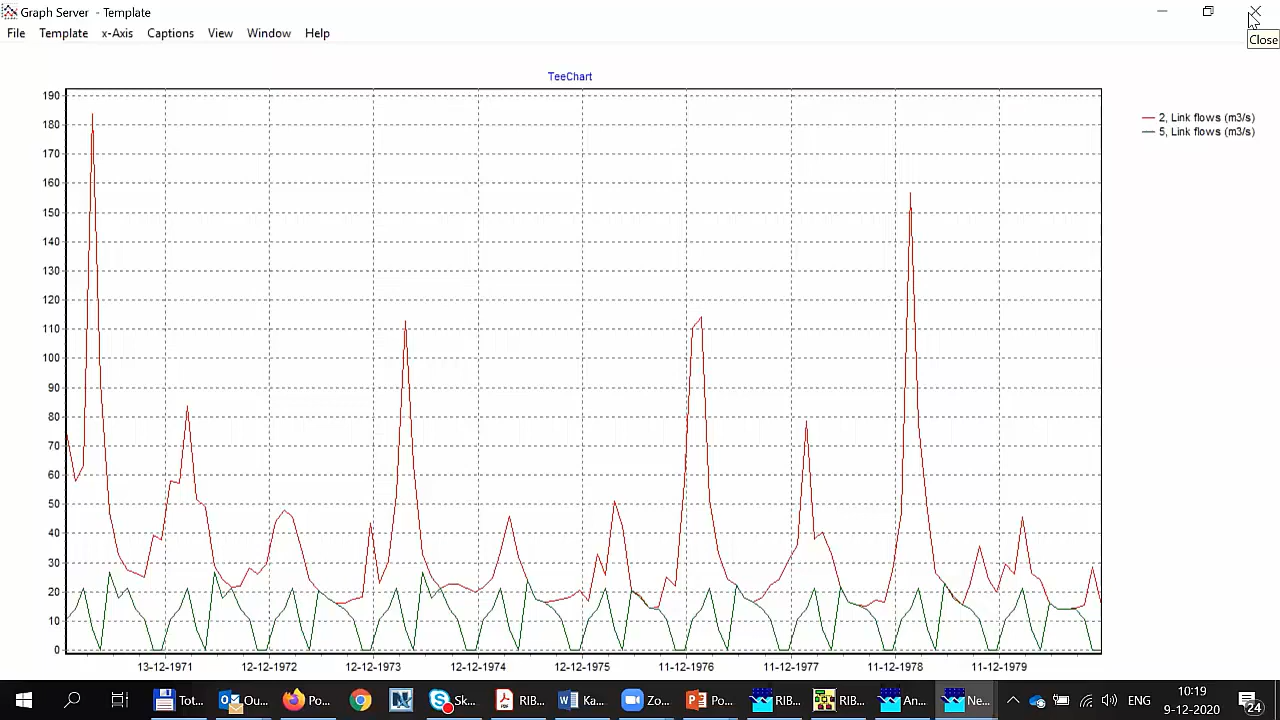 Graph Server - Template
Close
File Template x-Axis Captions View Window Help
TeeChart
190
180
170
160
150
140
130
120
110
100
90
80
70
60
50
40
30
20
10
0
2, Link flows (m3/s)
5, Link flows (m3/s)
13-12-1971 12-12-1972 12-12-1973 12-12-1974 12-12-1975 11-12-1976 11-12-1977 11-12-1978 11-12-1979
Tot... Ou... Po... Sk... RIB... Ka... Zo... Po... RIB... RIB... An... Ne... ENG
10:19
9-12-2020
24